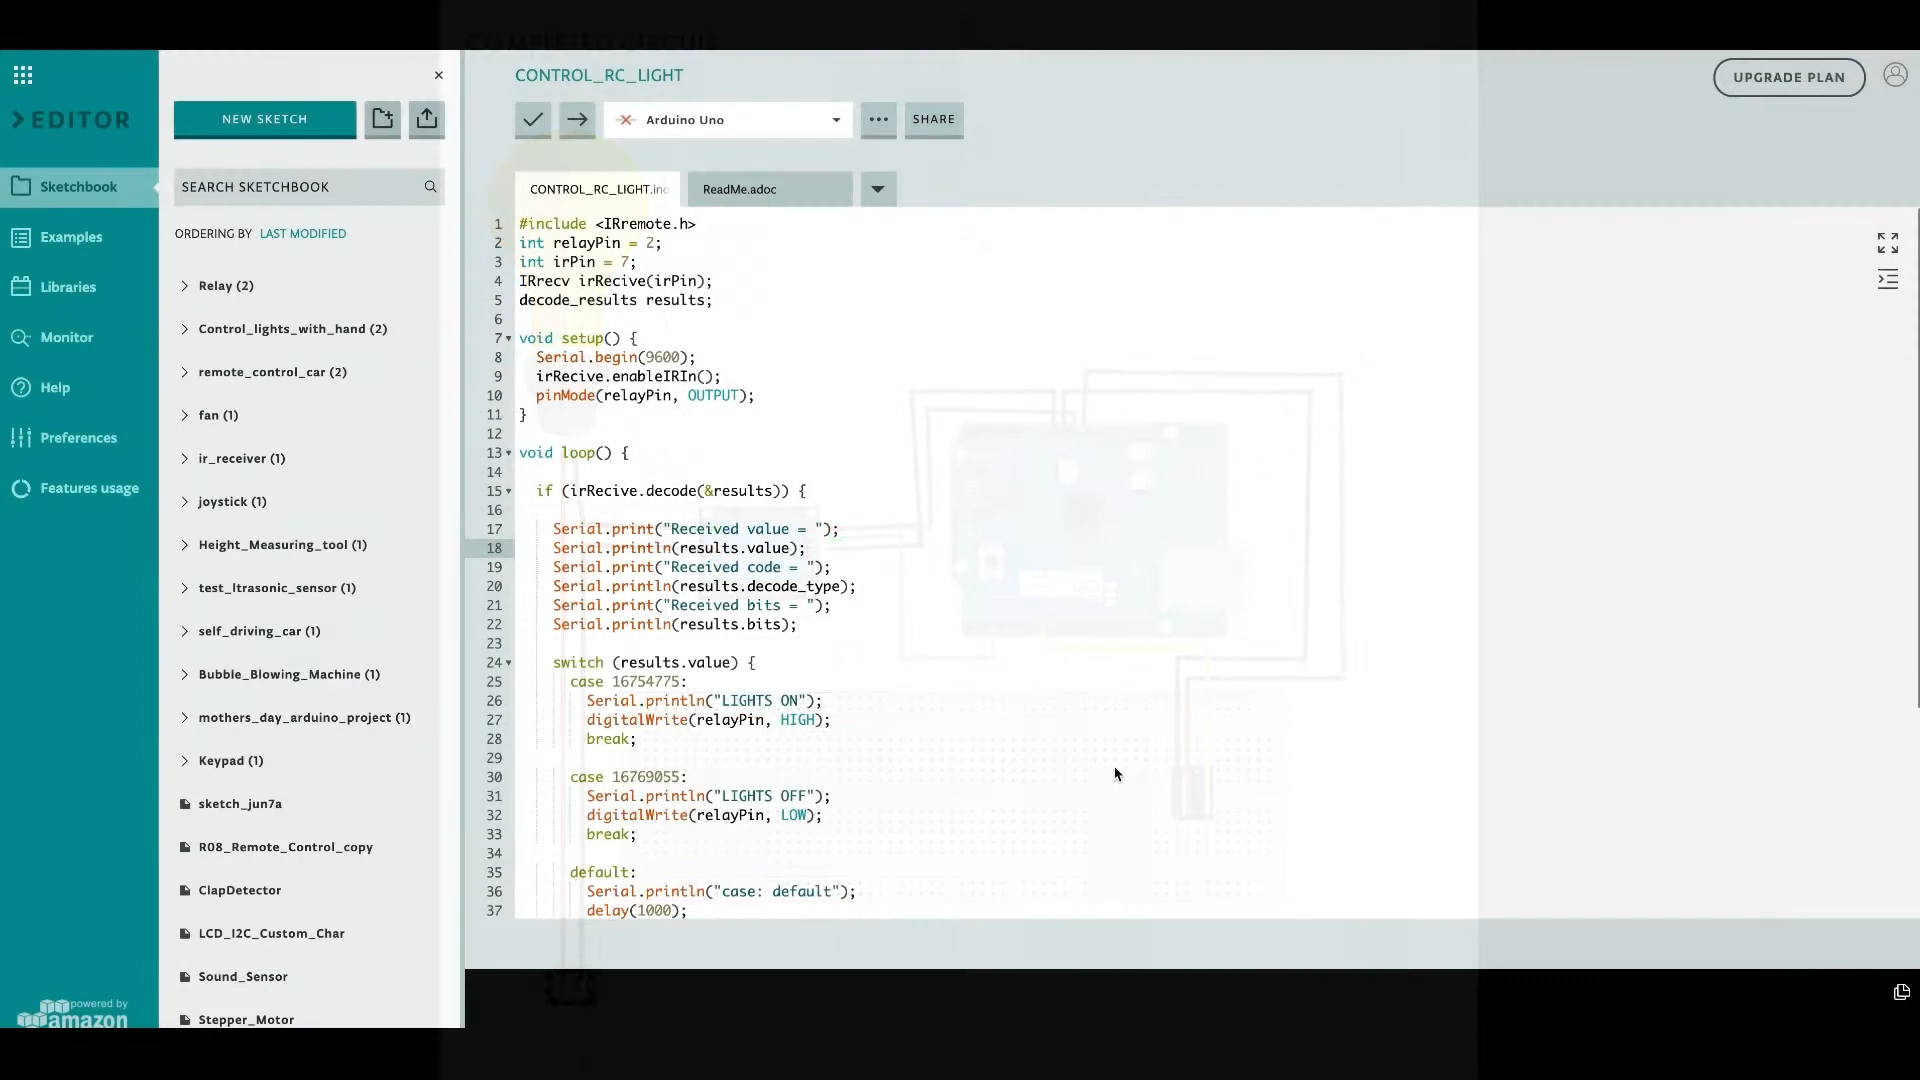 COMPLETED CIRCUIT
>EDITOR
Sketchbook
Examples
Libraries
Monitor
Help
Preferences
Features usage
powered by
amazon
×
NEW SKETCH
SEARCH SKETCHBOOK
ORDERING BY LAST MODIFIED
Relay (2)
Control_lights_with_hand (2)
remote_control_car (2)
fan (1)
ir_receiver (1)
joystick (1)
Height_Measuring_tool (1)
test_ltrasonic_sensor (1)
self_driving_car (1)
Bubble_Blowing_Machine (1)
mothers_day_arduino_project (1)
Keypad (1)
sketch_jun7a
R08_Remote_Control_copy
ClapDetector
LCD_I2C_Custom_Char
Sound_Sensor
Stepper_Motor
CONTROL_RC_LIGHT
UPGRADE PLAN
Arduino Uno
SHARE
CONTROL_RC_LIGHT.ino
ReadMe.adoc
1 #include <IRremote.h>
2 int relayPin = 2;
3 int irPin = 7;
4 IRrecv irRecive(irPin);
5 decode_results results;
6
7 void setup() {
8 Serial.begin(9600);
9 irRecive.enableIRIn();
10 pinMode(relayPin, OUTPUT);
11 }
12
13 void loop() {
14
15 if (irRecive.decode(&results)) {
16
17 Serial.print("Received value = ");
18 Serial.println(results.value);
19 Serial.print("Received code = ");
20 Serial.println(results.decode_type);
21 Serial.print("Received bits = ");
22 Serial.println(results.bits);
23
24 switch (results.value) {
25 case 16754775:
26 Serial.println("LIGHTS ON");
27 digitalWrite(relayPin, HIGH);
28 break;
29
30 case 16769055:
31 Serial.println("LIGHTS OFF");
32 digitalWrite(relayPin, LOW);
33 break;
34
35 default:
36 Serial.println("case: default");
37 delay(1000);